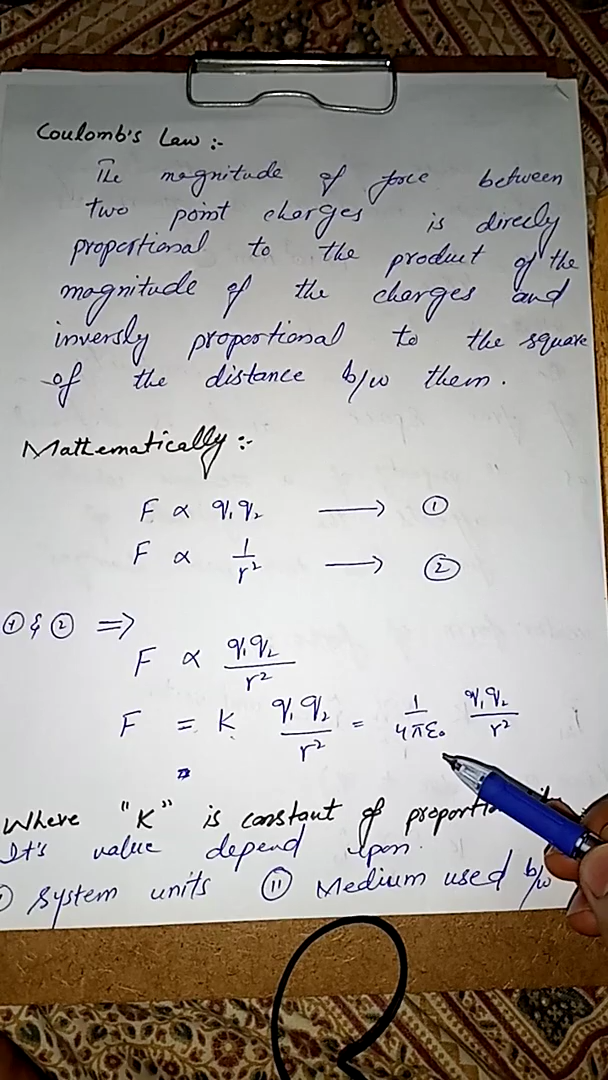 Coulomb's Law :-
The magnitude of force between
two point charges is direcly
proportional to the product of the
magnitude of the charges and
inversly proportional to the square
of the distance b/w them.
Mathematically :-
F ∝ q₁q₂ ⟶ ①
F ∝ 1/r² ⟶ ②
① & ② ⇒
F ∝ q₁q₂/r²
F = K q₁q₂/r² = 1/4πε₀ q₁q₂/r²
Where "K" is constant of
It's value depend upon.
System units ⑪ Medium used b/w